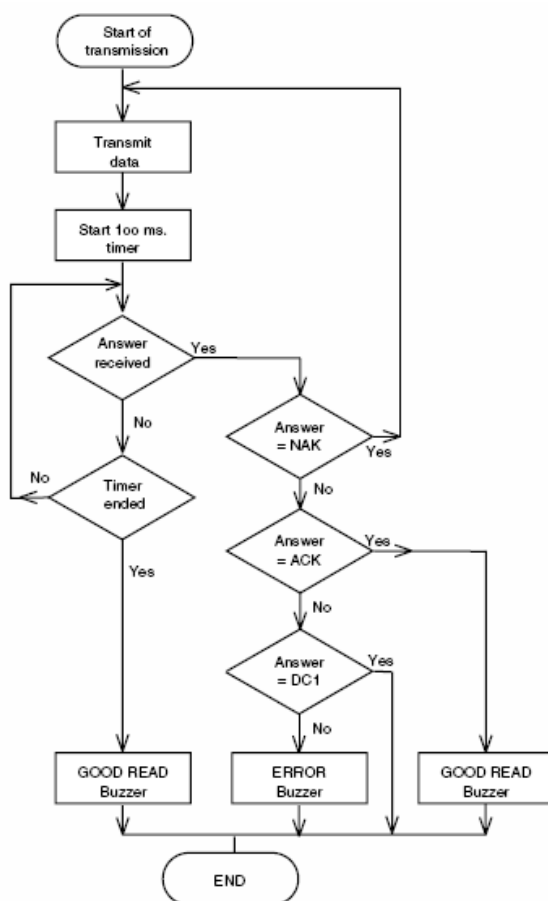 Start of
transmission
Transmit
data
Start 1oo ms.
timer
Answer
received
Yes
No
Answer
= NAK
Yes
No
Timer
ended
No
Yes
Answer
= ACK
Yes
No
Answer
= DC1
Yes
No
GOOD READ
Buzzer
ERROR
Buzzer
GOOD READ
Buzzer
END